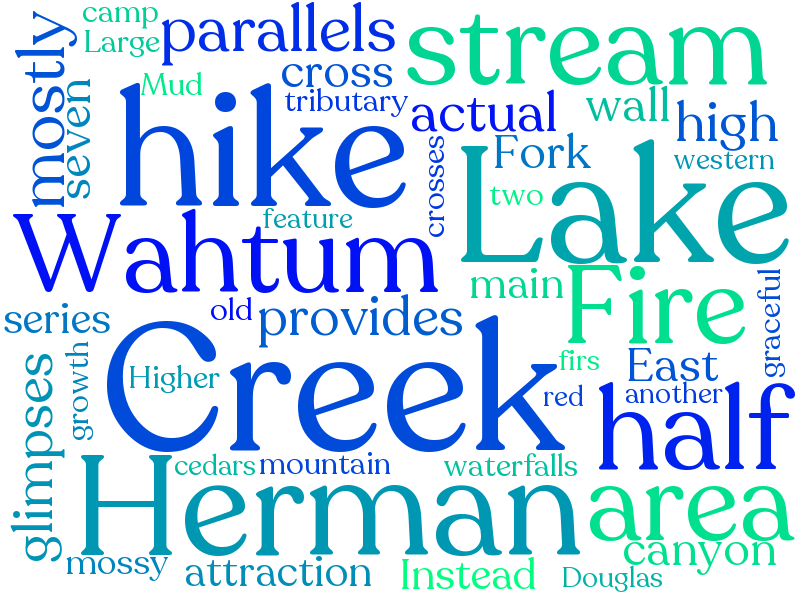 camp
Large
parallels
stream
mostly
seven
Mud
cross
tributary
hike
actual
wall
high
Fork
western
crosses
two
Lake
feature
Wahtum
main
Fire
graceful
old
series
provides
Creek
growth
Higher
glimpses
firs
East
red
another
half
cedars
mountain
waterfalls
Herman
area
canyon
mossy
attraction
Instead
Douglas